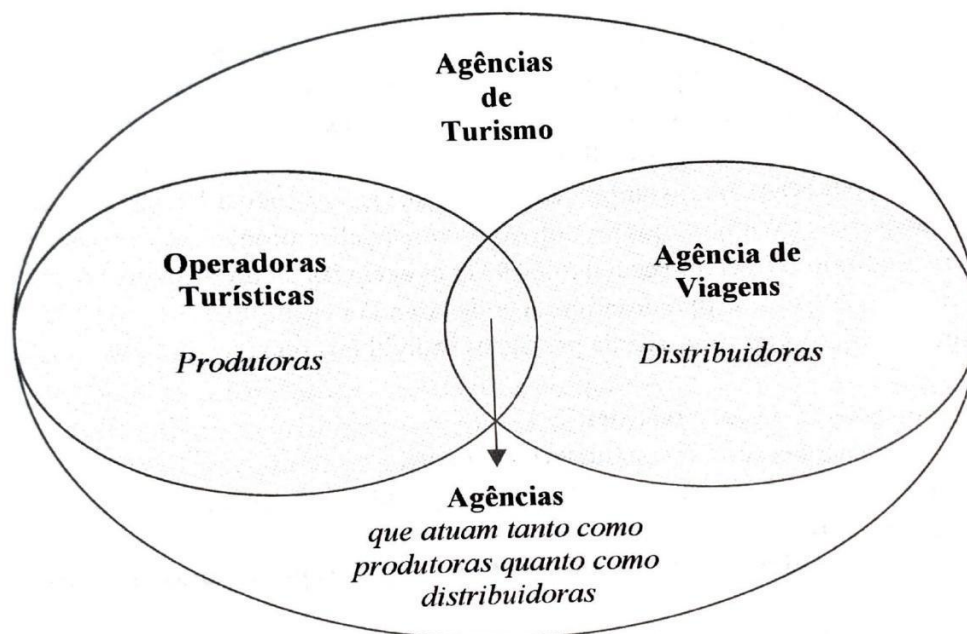 Agências
de
Turismo
Operadoras
Turísticas
Produtoras
Agência de
Viagens
Distribuidoras
Agências
que atuam tanto como
produtoras quanto como
distribuidoras